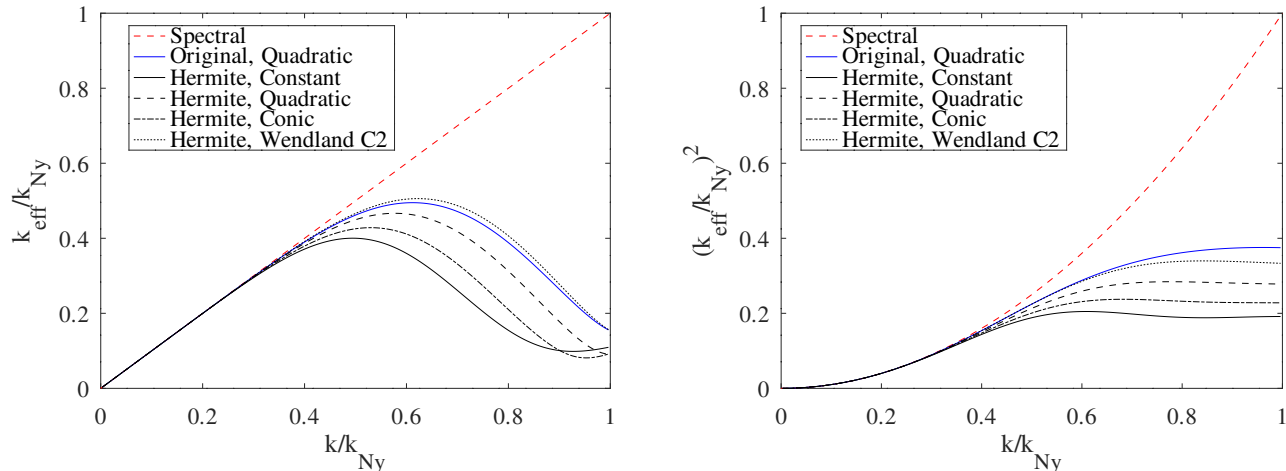 1
0.8
0.6
0.4
0.2
0
k_eff/k_Ny
Spectral
Original, Quadratic
Hermite, Constant
Hermite, Quadratic
Hermite, Conic
Hermite, Wendland C2
0 0.2 0.4 0.6 0.8 1
k/k_Ny
1
0.8
0.6
0.4
0.2
0
(k_eff/k_Ny)^2
Spectral
Original, Quadratic
Hermite, Constant
Hermite, Quadratic
Hermite, Conic
Hermite, Wendland C2
0 0.2 0.4 0.6 0.8 1
k/k_Ny